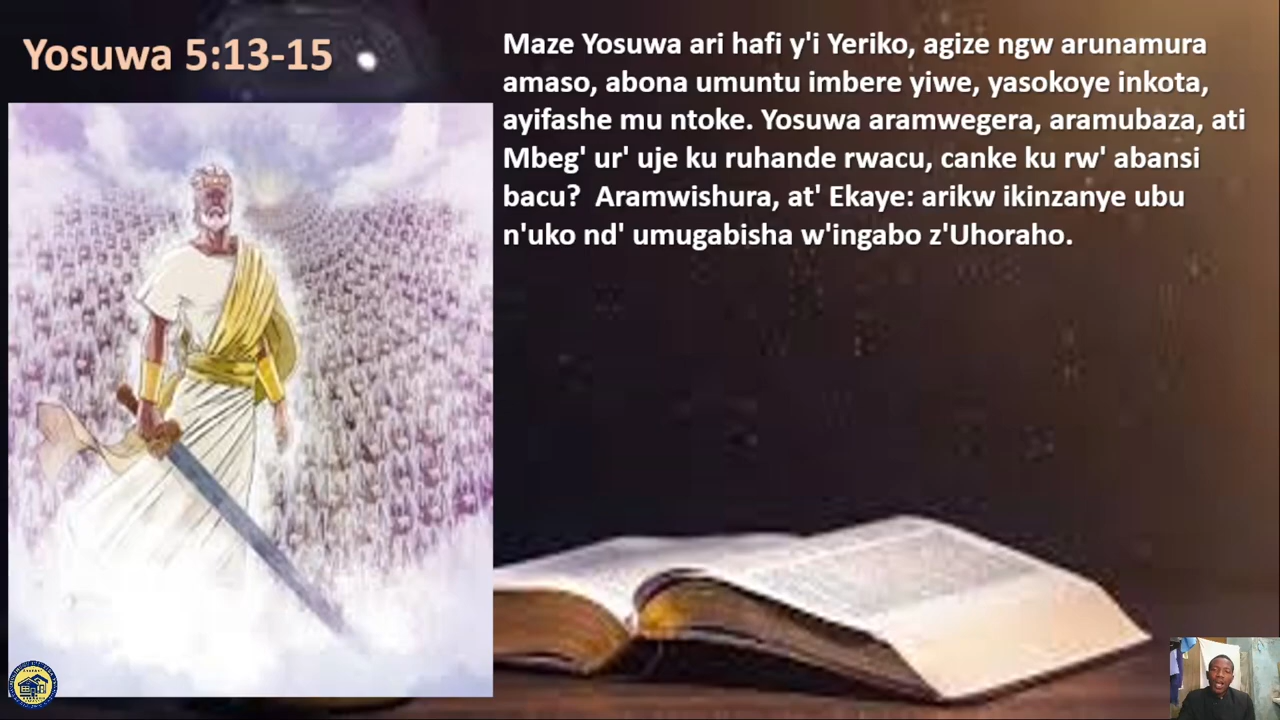 Yosuwa 5:13-15
Maze Yosuwa ari hafi y'i Yeriko, agize ngw arunamura
amaso, abona umuntu imbere yiwe, yasokoye inkota,
ayifashe mu ntoke. Yosuwa aramwegera, aramubaza, ati
Mbeg' ur' uje ku ruhande rwacu, canke ku rw' abansi
bacu?  Aramwishura, at' Ekaye: arikw ikinzanye ubu
n'uko nd' umugabisha w'ingabo z'Uhoraho.